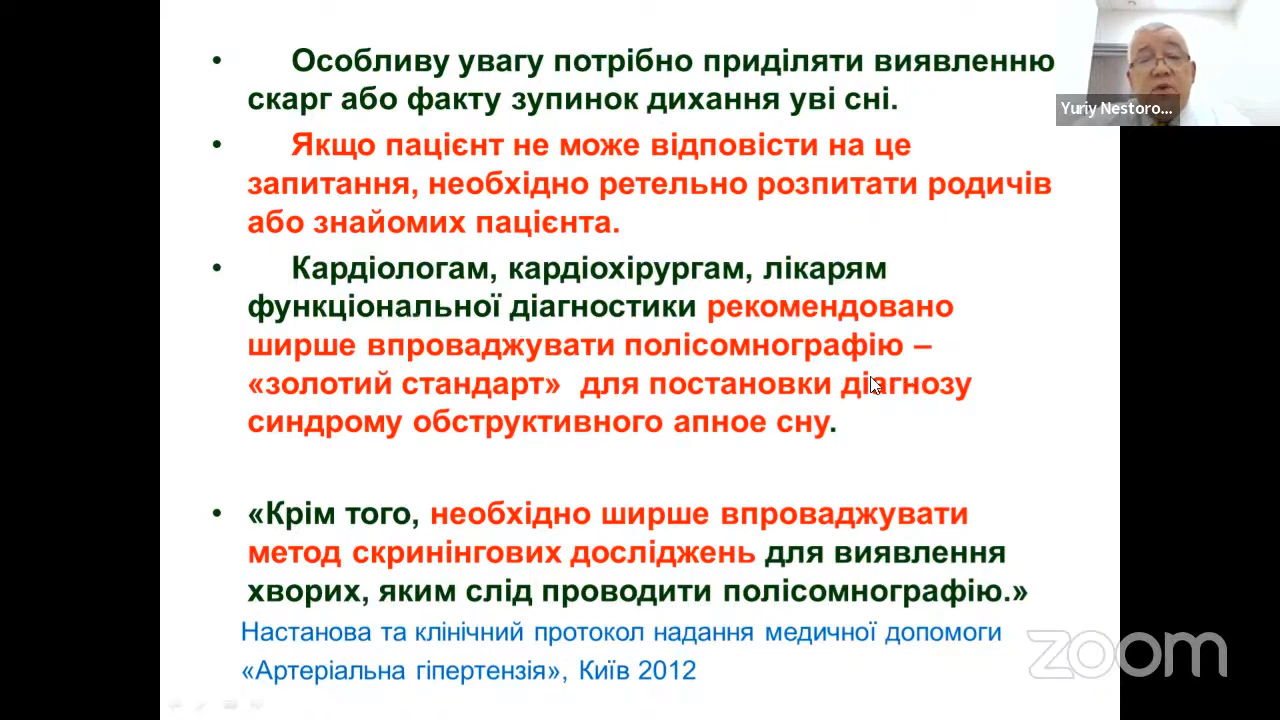 • Особливу увагу потрібно приділяти виявленню
скарг або факту зупинок дихання уві сні.
• Якщо пацієнт не може відповісти на це
запитання, необхідно ретельно розпитати родичів
або знайомих пацієнта.
• Кардіологам, кардіохірургам, лікарям
функціональної діагностики рекомендовано
ширше впроваджувати полісомнографію –
«золотий стандарт» для постановки діагнозу
синдрому обструктивного апное сну.
• «Крім того, необхідно ширше впроваджувати
метод скринінгових досліджень для виявлення
хворих, яким слід проводити полісомнографію.»
Настанова та клінічний протокол надання медичної допомоги
«Артеріальна гіпертензія», Київ 2012
Yuriy Nestoro...
zoom